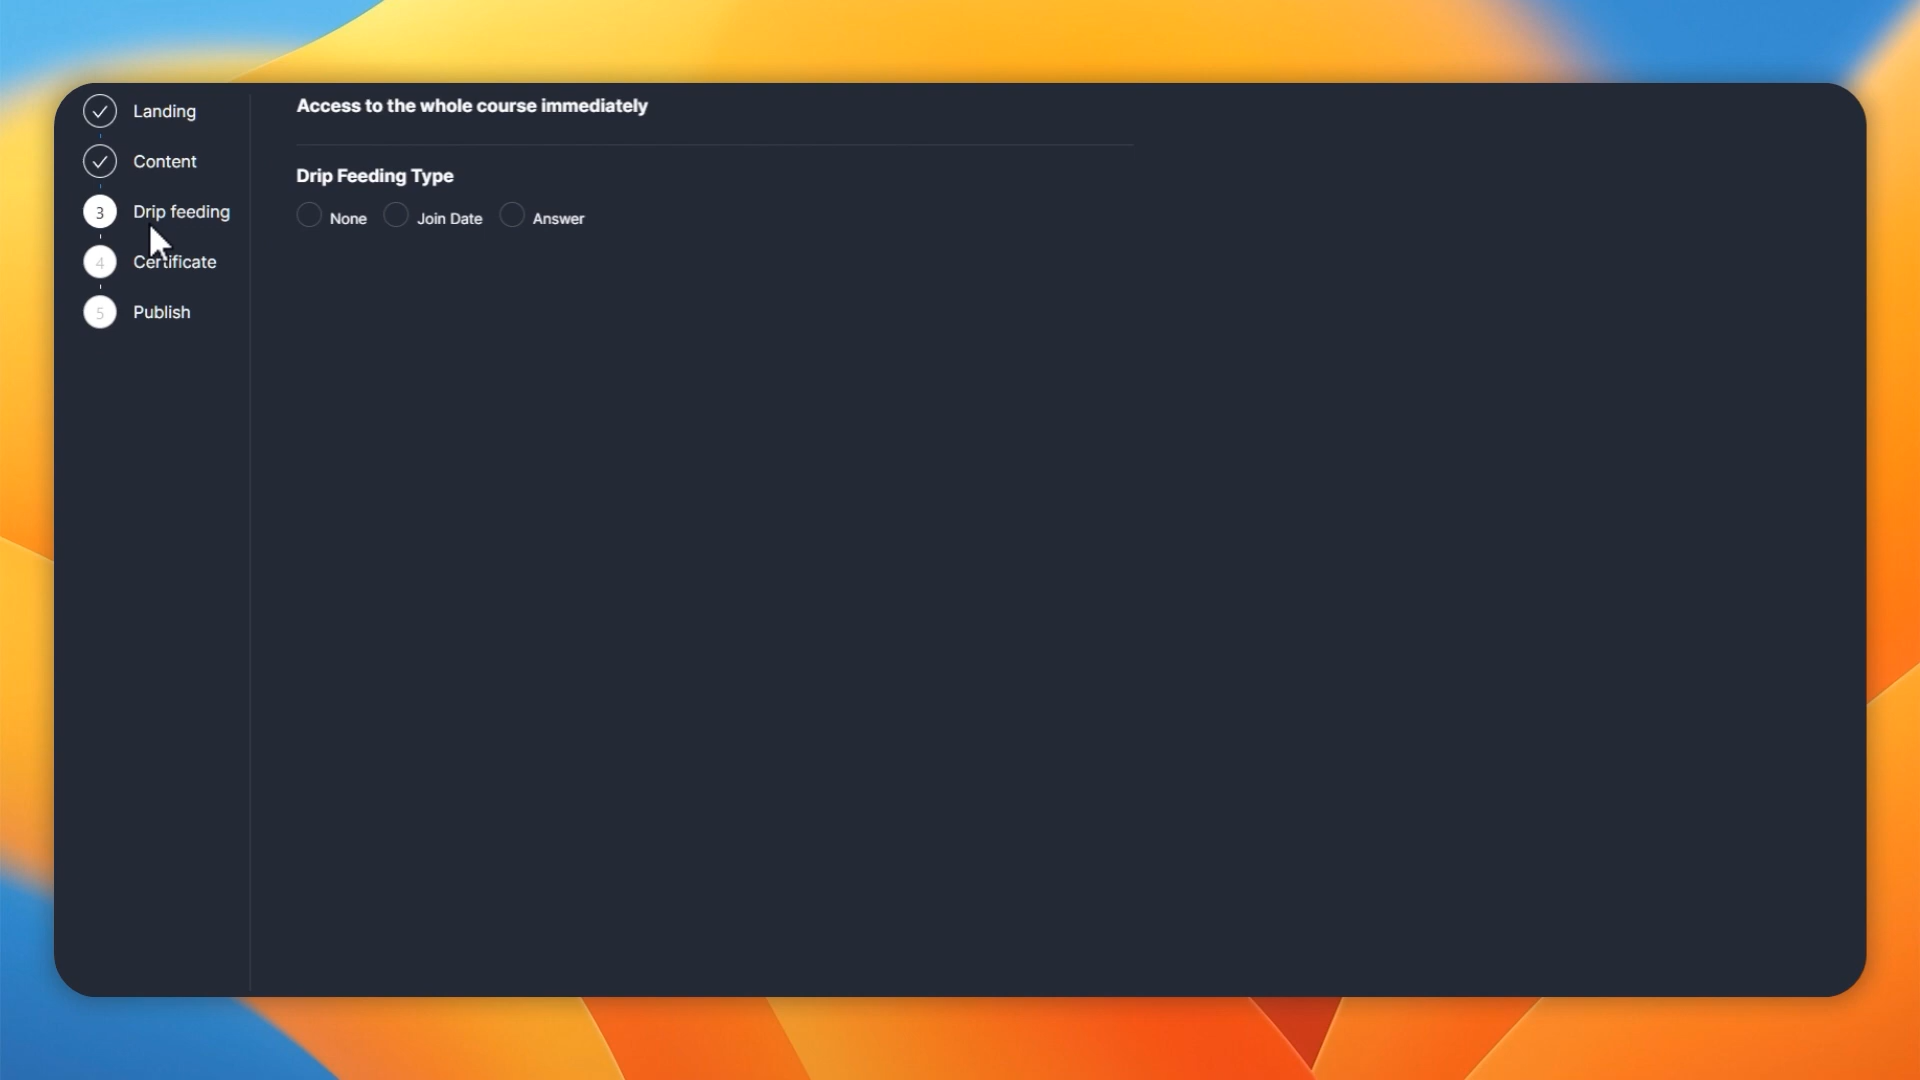 Landing
Content
3 Drip feeding
4 Certificate
5 Publish
Access to the whole course immediately
Drip Feeding Type
None Join Date Answer